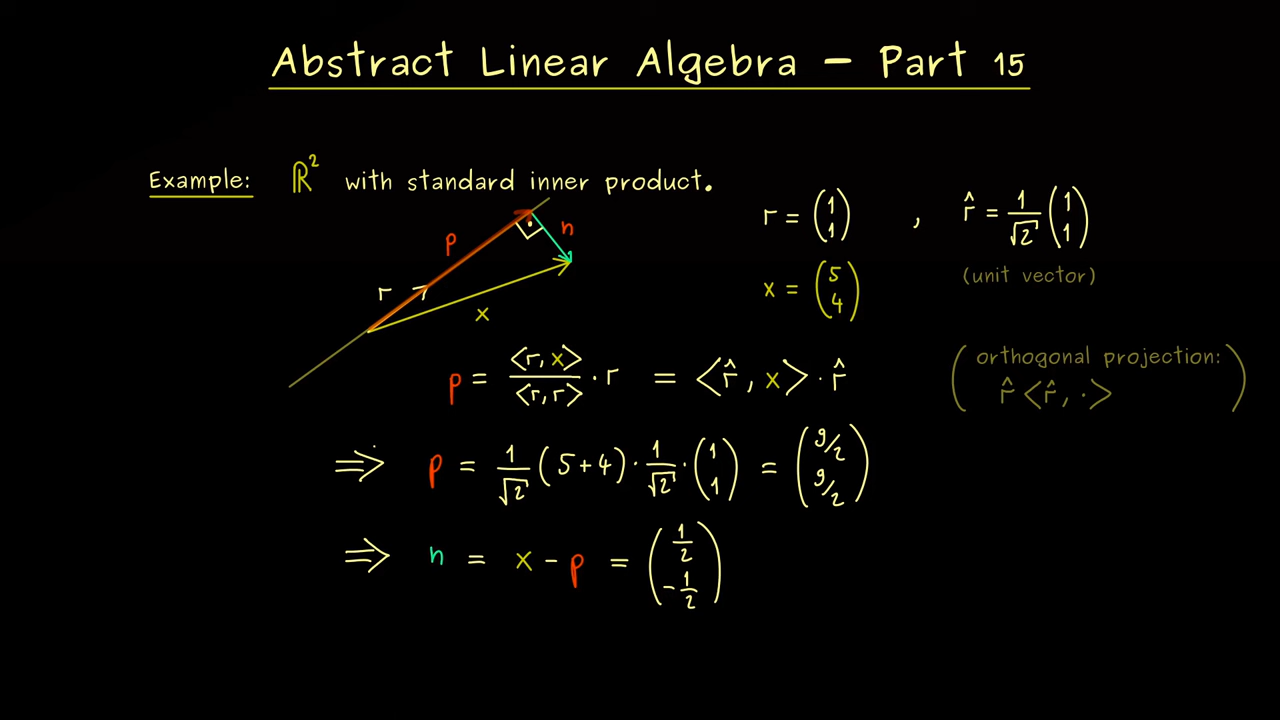 Abstract Linear Algebra – Part 15
Example: ℝ² with standard inner product.
r = (1 1) , r̂ = 1/√2 (1 1)
(unit vector)
x = (5 4)
p
n
r
x
p = <r, x>/<r, r> · r = <r̂, x> · r̂
(orthogonal projection:
r̂ <r̂, ·>)
⟹ p = 1/√2 (5+4) · 1/√2 · (1 1) = (9/2 9/2)
⟹ n = x - p = (1/2 -1/2)